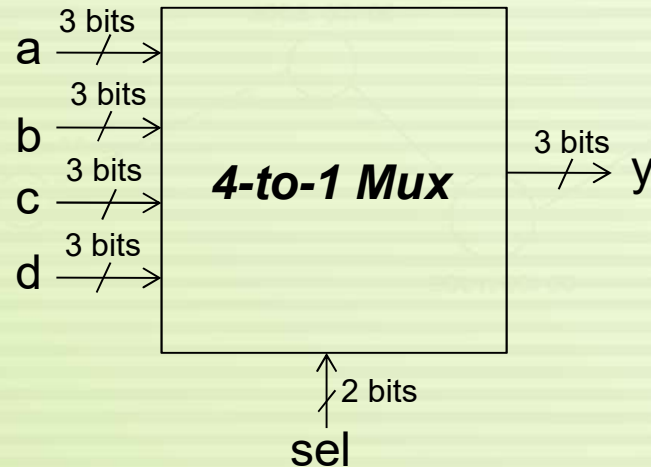 3 bits
a
3 bits
b
3 bits
c
3 bits
d
4-to-1 Mux
3 bits
y
2 bits
sel